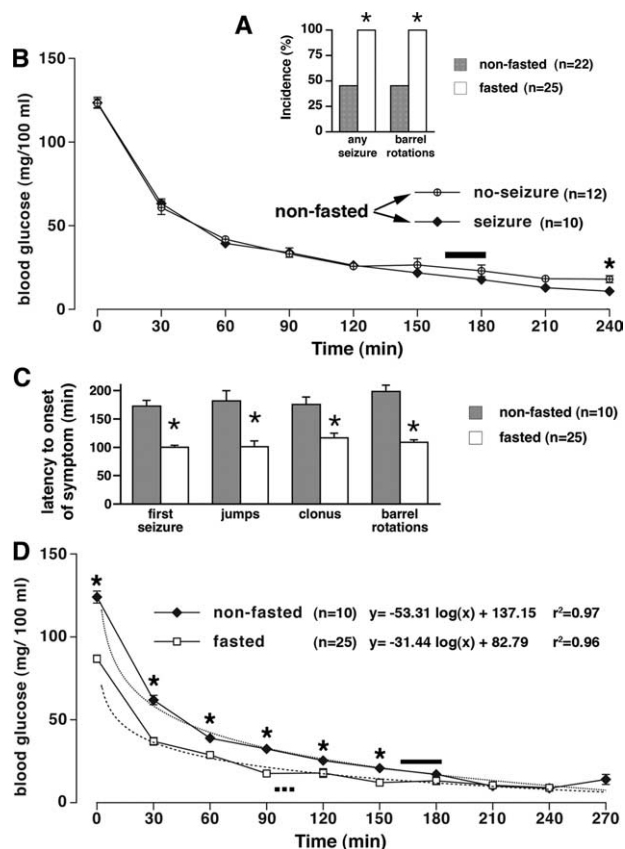 A
Incidence (%)
100
75
50
25
0
*
*
any
seizure
barrel
rotations
non-fasted (n=22)
fasted (n=25)
B
blood glucose (mg/100 ml)
150
100
50
0
non-fasted
no-seizure (n=12)
seizure (n=10)
*
0 30 60 90 120 150 180 210 240
Time (min)
C
latency to onset
of symptom (min)
200
150
100
50
0
*
*
*
*
first
seizure
jumps
clonus
barrel
rotations
non-fasted (n=10)
fasted (n=25)
D
blood glucose (mg/ 100 ml)
150
100
50
0
*
*
*
*
*
*
non-fasted (n=10) y= -53.31 log(x) + 137.15 r²=0.97
fasted (n=25) y= -31.44 log(x) + 82.79 r²=0.96
0 30 60 90 120 150 180 210 240 270
Time (min)